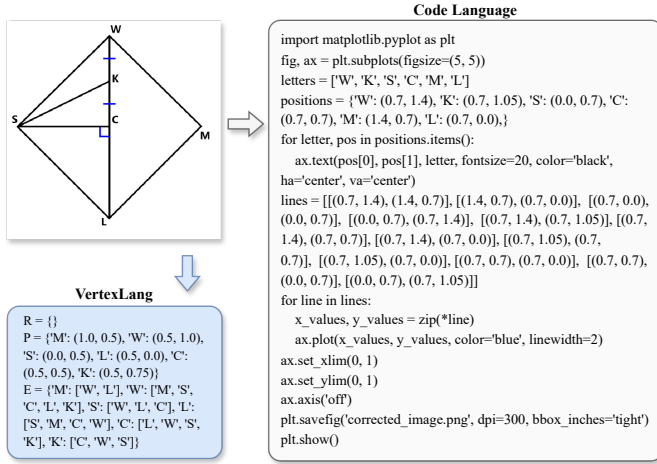 Code Language
W
K
S
C
M
L
import matplotlib.pyplot as plt
fig, ax = plt.subplots(figsize=(5, 5))
letters = ['W', 'K', 'S', 'C', 'M', 'L']
positions = {'W': (0.7, 1.4), 'K': (0.7, 1.05), 'S': (0.0, 0.7), 'C':
(0.7, 0.7), 'M': (1.4, 0.7), 'L': (0.7, 0.0),}
for letter, pos in positions.items():
ax.text(pos[0], pos[1], letter, fontsize=20, color='black',
ha='center', va='center')
lines = [[(0.7, 1.4), (1.4, 0.7)], [(1.4, 0.7), (0.7, 0.0)], [(0.7, 0.0),
(0.0, 0.7)], [(0.0, 0.7), (0.7, 1.4)], [(0.7, 1.4), (0.7, 1.05)], [(0.7,
1.4), (0.7, 0.7)], [(0.7, 1.4), (0.7, 0.0)], [(0.7, 1.05), (0.7,
0.7)], [(0.7, 1.05), (0.7, 0.0)], [(0.7, 0.7), (0.7, 0.0)], [(0.7, 0.7),
(0.0, 0.7)], [(0.0, 0.7), (0.7, 1.05)]]
for line in lines:
x_values, y_values = zip(*line)
ax.plot(x_values, y_values, color='blue', linewidth=2)
ax.set_xlim(0, 1)
ax.set_ylim(0, 1)
ax.axis('off')
plt.savefig('corrected_image.png', dpi=300, bbox_inches='tight')
plt.show()
VertexLang
R = {}
P = {'M': (1.0, 0.5), 'W': (0.5, 1.0),
'S': (0.0, 0.5), 'L': (0.5, 0.0), 'C':
(0.5, 0.5), 'K': (0.5, 0.75)}
E = {'M': ['W', 'L'], 'W': ['M', 'S',
'C', 'L', 'K'], 'S': ['W', 'L', 'C'], 'L':
['S', 'M', 'C', 'W'], 'C': ['L', 'W', 'S',
'K'], 'K': ['C', 'W', 'S']}